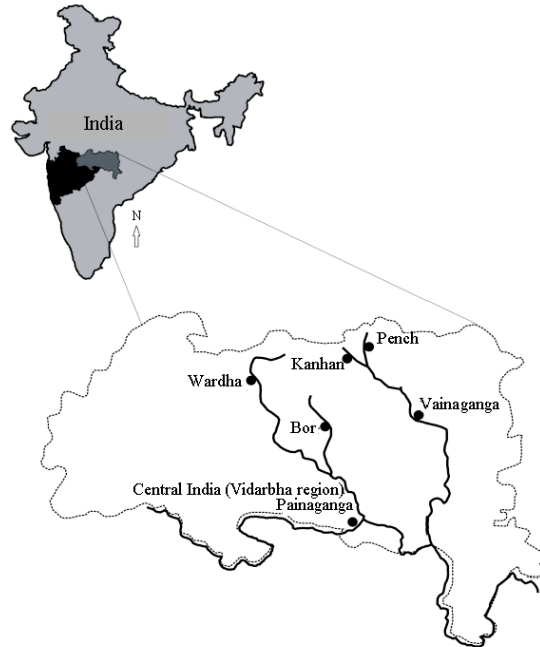 India
N
Pench
Kanhan
Wardha
Vainaganga
Bor
Central India (Vidarbha region)
Painaganga